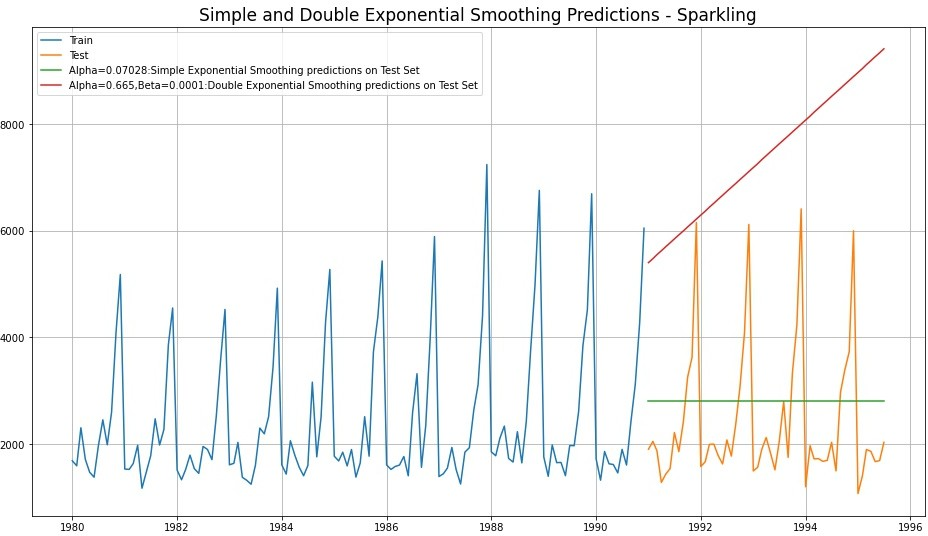 Simple and Double Exponential Smoothing Predictions - Sparkling
Train
Test
Alpha=0.07028:Simple Exponential Smoothing predictions on Test Set
Alpha=0.665,Beta=0.0001:Double Exponential Smoothing predictions on Test Set
8000
6000
4000
2000
1980 1982 1984 1986 1988 1990 1992 1994 1996